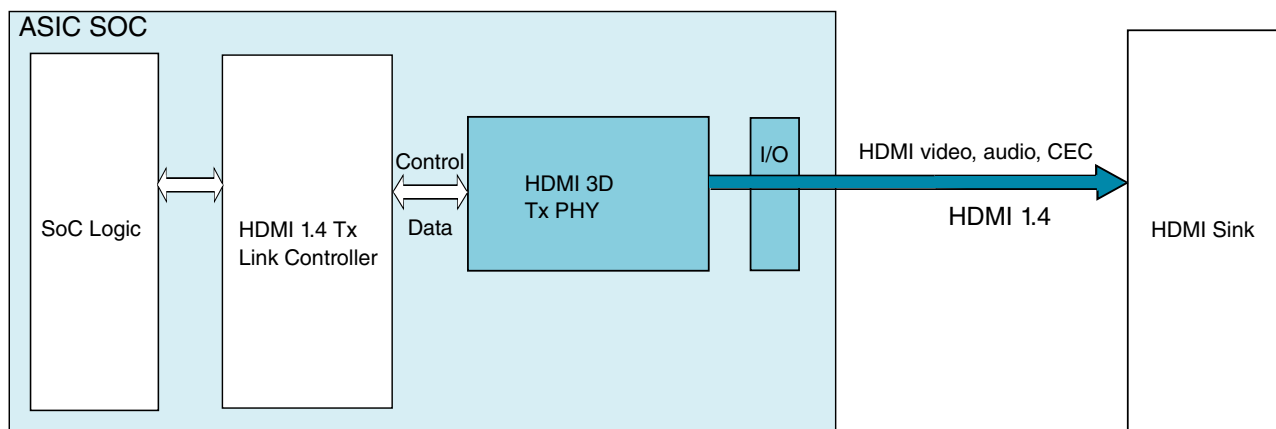 ASIC SOC
SoC Logic
HDMI 1.4 Tx
Link Controller
Control
Data
HDMI 3D
Tx PHY
I/O
HDMI video, audio, CEC
HDMI 1.4
HDMI Sink